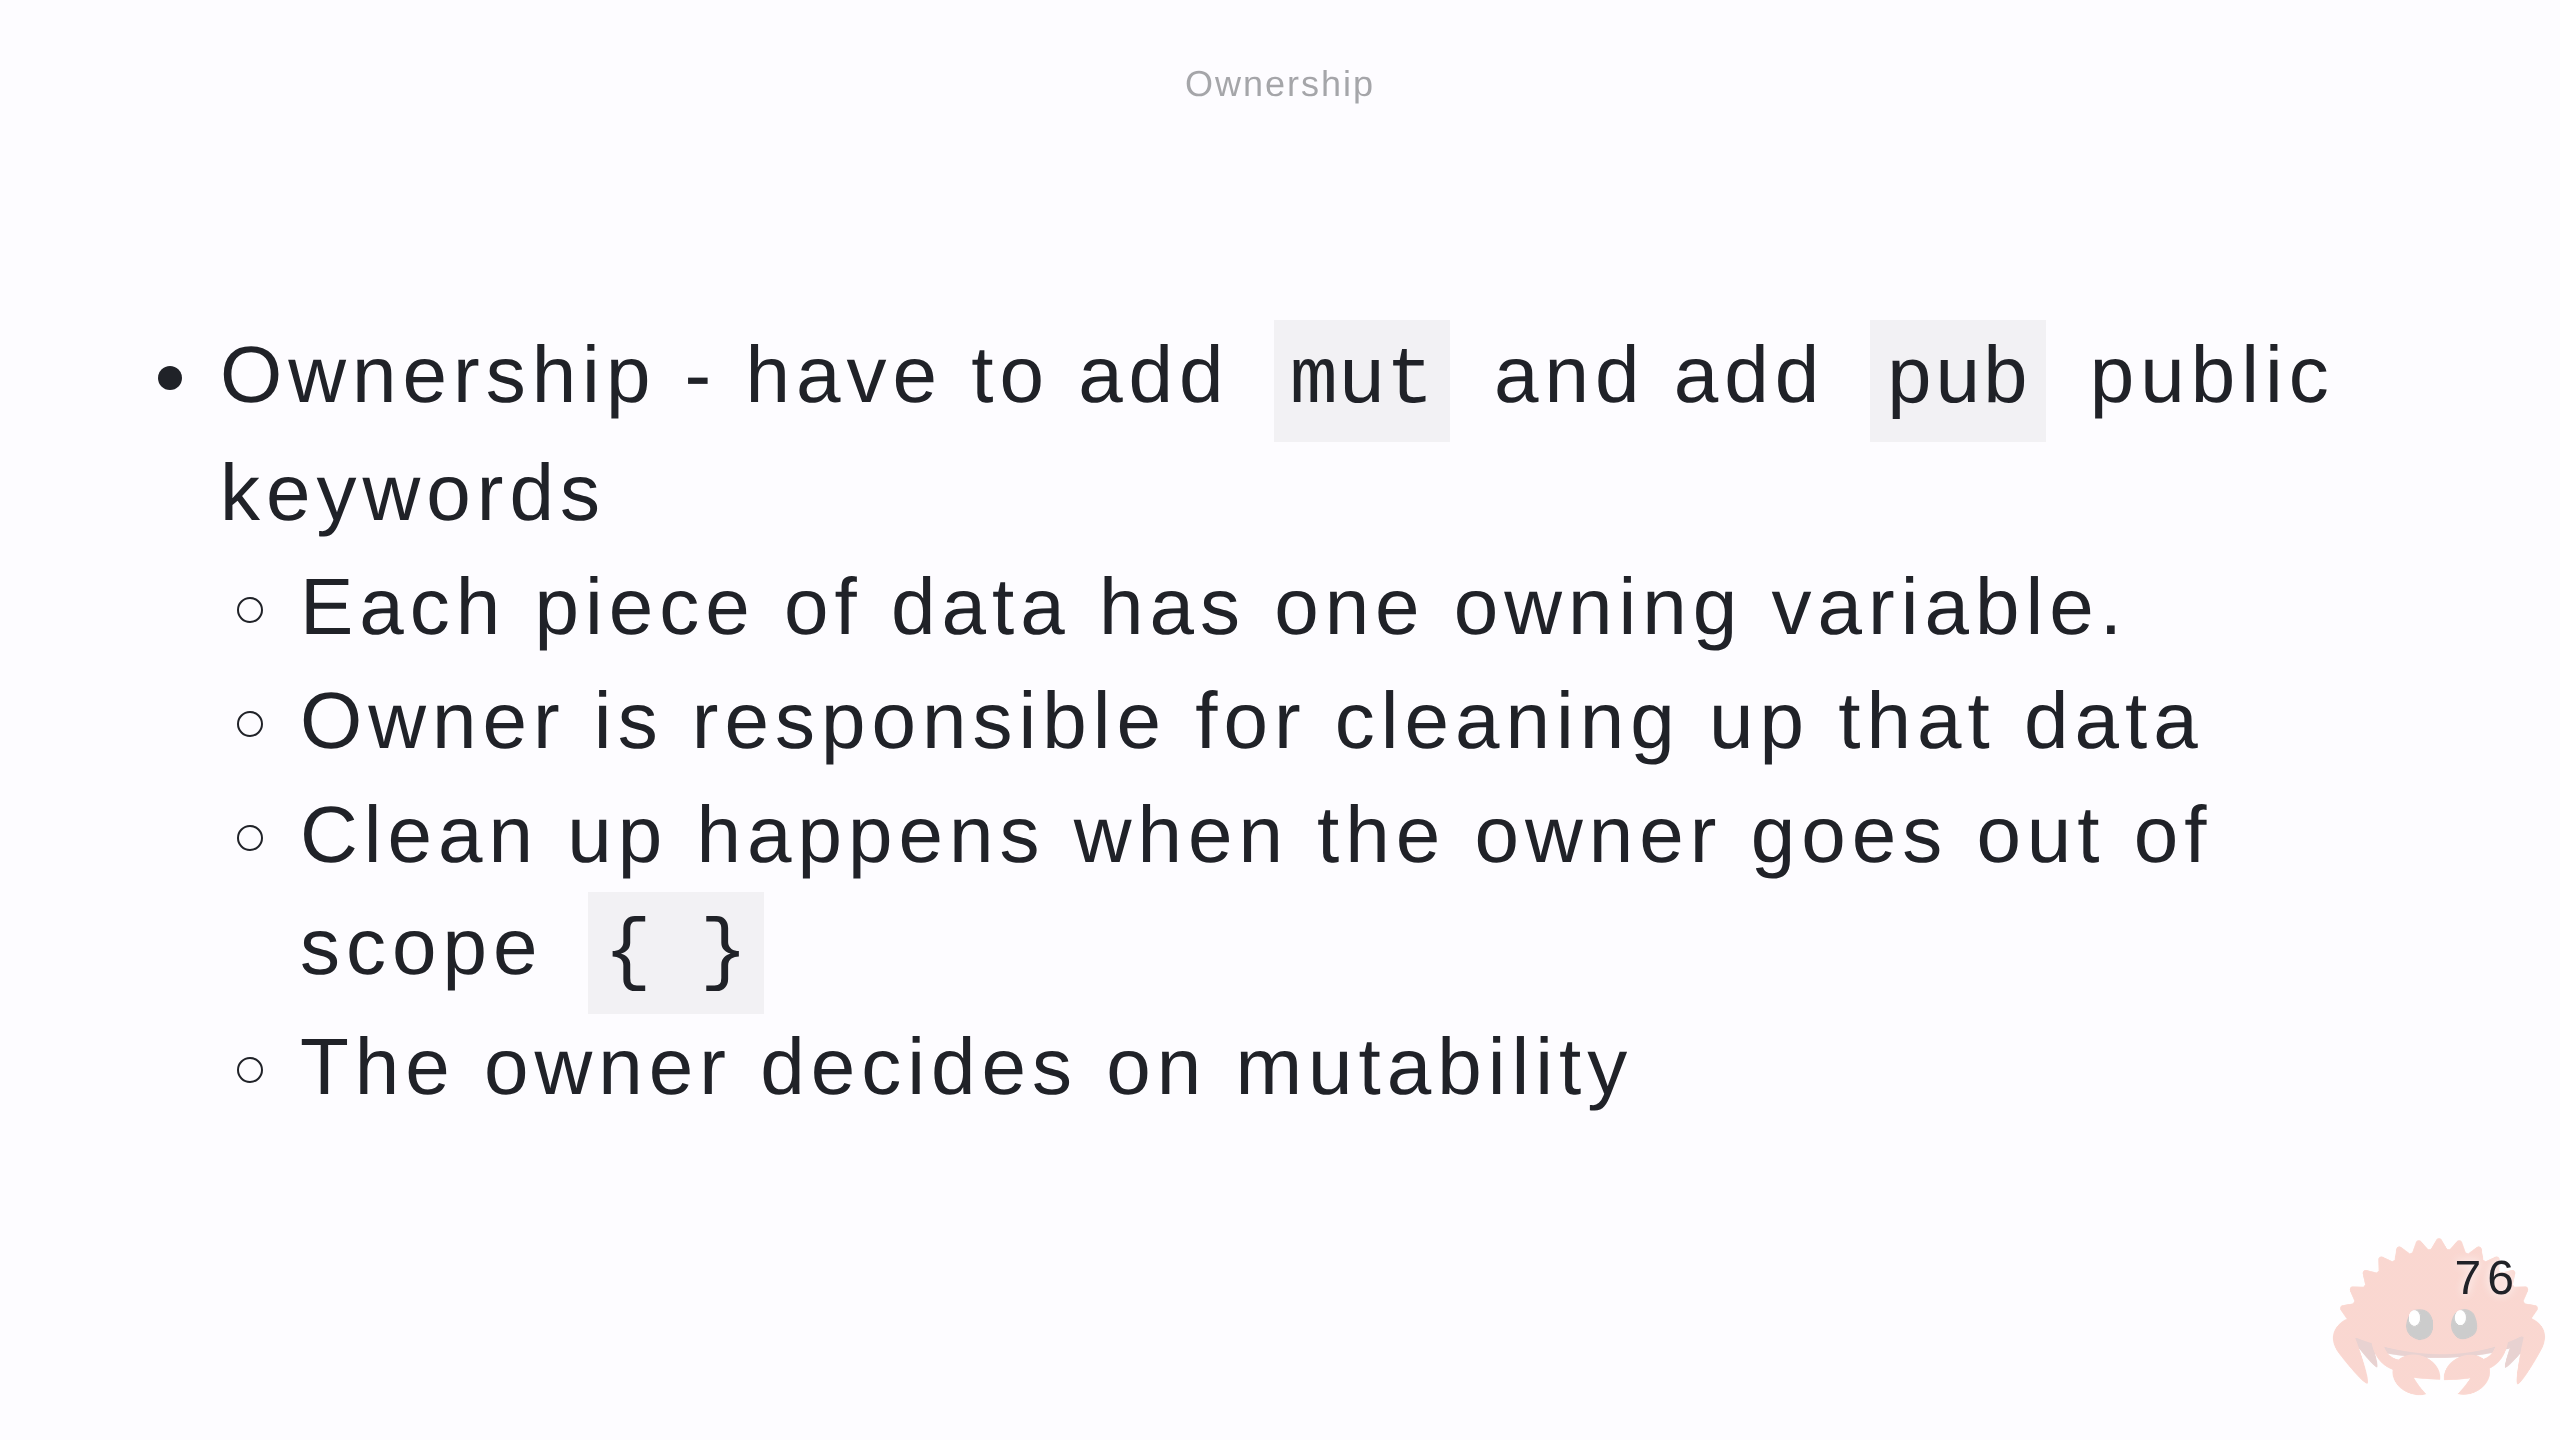 Ownership
Ownership - have to add mut and add pub public
keywords
Each piece of data has one owning variable.
Owner is responsible for cleaning up that data
Clean up happens when the owner goes out of
scope { }
The owner decides on mutability
76